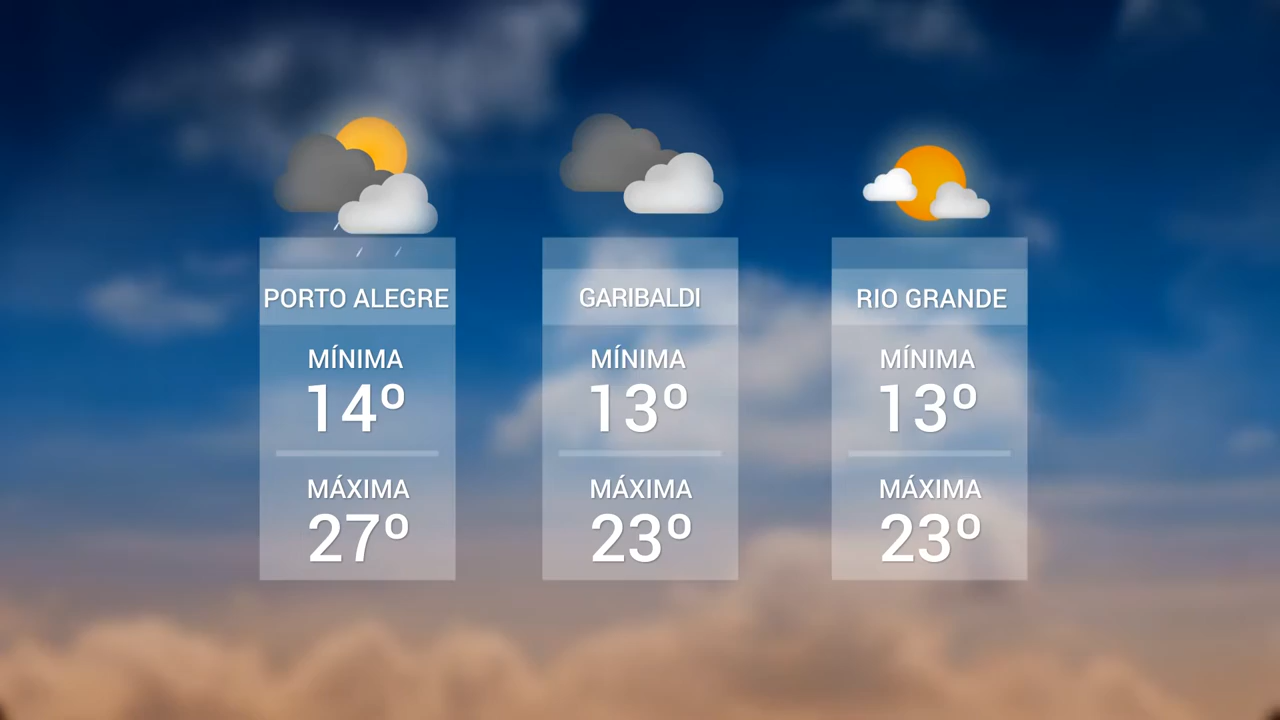 PORTO ALEGRE
MÍNIMA
14º
MÁXIMA
27º
GARIBALDI
MÍNIMA
13º
MÁXIMA
23º
RIO GRANDE
MÍNIMA
13º
MÁXIMA
23º